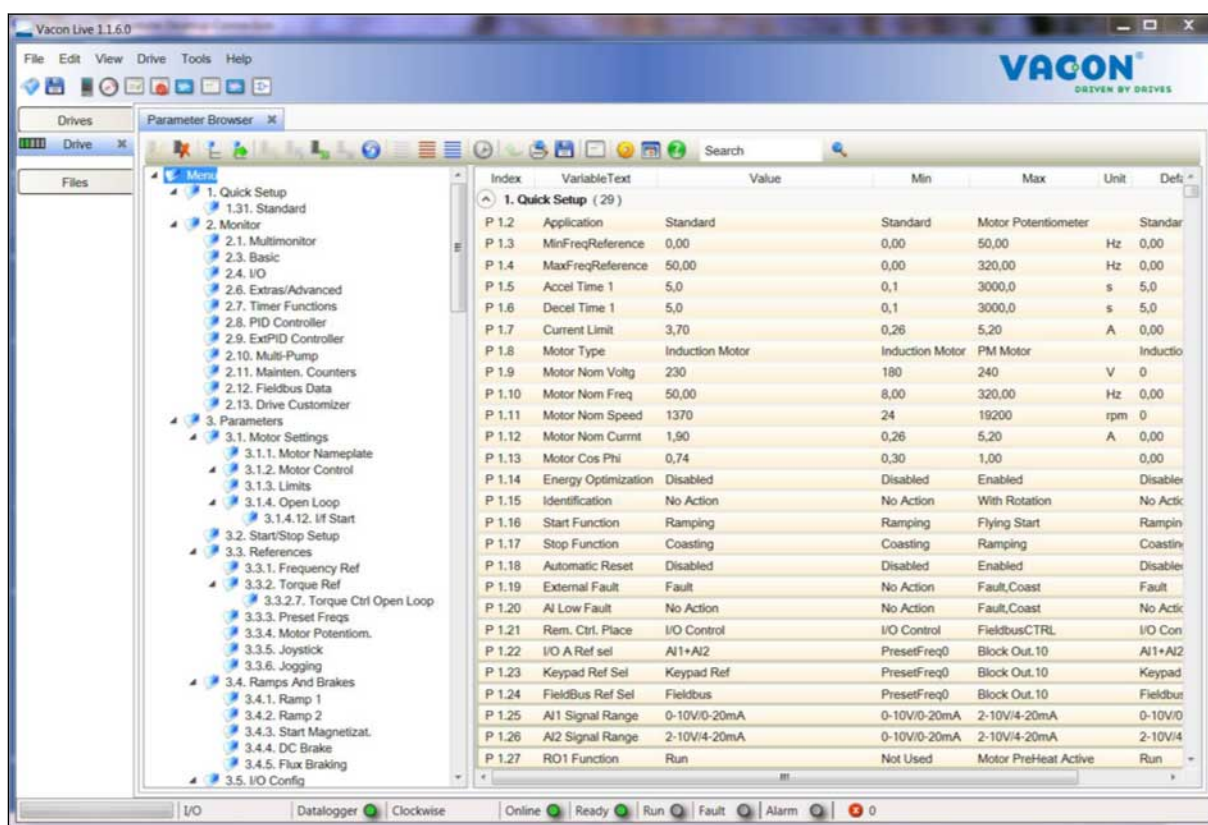 Vacon Live 1.1.6.0
File Edit View Drive Tools Help
VACON®
DRIVEN BY DRIVES
Drives
Drive
Files
Parameter Browser
Search
Menu
1. Quick Setup
1.31. Standard
2. Monitor
2.1. Multimonitor
2.3. Basic
2.4. I/O
2.6. Extras/Advanced
2.7. Timer Functions
2.8. PID Controller
2.9. ExtPID Controller
2.10. Multi-Pump
2.11. Mainten. Counters
2.12. Fieldbus Data
2.13. Drive Customizer
3. Parameters
3.1. Motor Settings
3.1.1. Motor Nameplate
3.1.2. Motor Control
3.1.3. Limits
3.1.4. Open Loop
3.1.4.12. I/f Start
3.2. Start/Stop Setup
3.3. References
3.3.1. Frequency Ref
3.3.2. Torque Ref
3.3.2.7. Torque Ctrl Open Loop
3.3.3. Preset Freqs
3.3.4. Motor Potentiom.
3.3.5. Joystick
3.3.6. Jogging
3.4. Ramps And Brakes
3.4.1. Ramp 1
3.4.2. Ramp 2
3.4.3. Start Magnetizat.
3.4.4. DC Brake
3.4.5. Flux Braking
3.5. I/O Config
Index VariableText Value Min Max Unit Defa
1. Quick Setup (29)
P 1.2 Application Standard Standard Motor Potentiometer Standar
P 1.3 MinFreqReference 0,00 0,00 50,00 Hz 0,00
P 1.4 MaxFreqReference 50,00 0,00 320,00 Hz 0,00
P 1.5 Accel Time 1 5,0 0,1 3000,0 s 5,0
P 1.6 Decel Time 1 5,0 0,1 3000,0 s 5,0
P 1.7 Current Limit 3,70 0,26 5,20 A 0,00
P 1.8 Motor Type Induction Motor Induction Motor PM Motor Inductio
P 1.9 Motor Nom Voltg 230 180 240 V 0
P 1.10 Motor Nom Freq 50,00 8,00 320,00 Hz 0,00
P 1.11 Motor Nom Speed 1370 24 19200 rpm 0
P 1.12 Motor Nom Currnt 1,90 0,26 5,20 A 0,00
P 1.13 Motor Cos Phi 0,74 0,30 1,00 0,00
P 1.14 Energy Optimization Disabled Disabled Enabled Disable
P 1.15 Identification No Action No Action With Rotation No Actic
P 1.16 Start Function Ramping Ramping Flying Start Rampin
P 1.17 Stop Function Coasting Coasting Ramping Coastin
P 1.18 Automatic Reset Disabled Disabled Enabled Disable
P 1.19 External Fault Fault No Action Fault,Coast Fault
P 1.20 AI Low Fault No Action No Action Fault,Coast No Actic
P 1.21 Rem. Ctrl. Place I/O Control I/O Control FieldbusCTRL I/O Con
P 1.22 I/O A Ref sel AI1+AI2 PresetFreq0 Block Out.10 AI1+AI2
P 1.23 Keypad Ref Sel Keypad Ref PresetFreq0 Block Out.10 Keypad
P 1.24 FieldBus Ref Sel Fieldbus PresetFreq0 Block Out.10 Fieldbus
P 1.25 AI1 Signal Range 0-10V/0-20mA 0-10V/0-20mA 2-10V/4-20mA 0-10V/0
P 1.26 AI2 Signal Range 2-10V/4-20mA 0-10V/0-20mA 2-10V/4-20mA 2-10V/4
P 1.27 RO1 Function Run Not Used Motor PreHeat Active Run
I/O Datalogger Clockwise Online Ready Run Fault Alarm 0